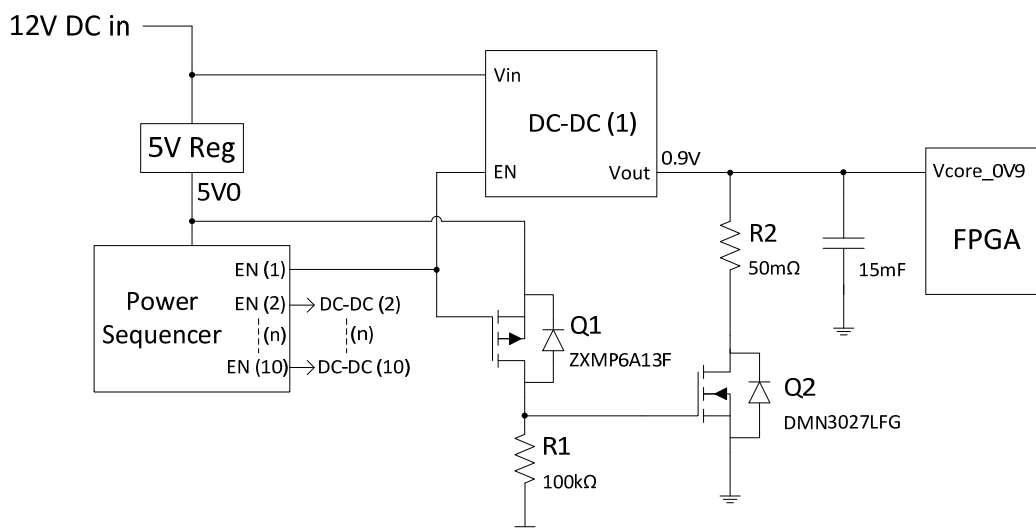 12V DC in
Vin
DC-DC (1)
5V Reg
EN
Vout
0.9V
Vcore_0V9
FPGA
5V0
R2
50mΩ
15mF
EN (1)
Power
Sequencer
EN (2)
DC-DC (2)
(n)
(n)
EN (10)
DC-DC (10)
Q1
ZXMP6A13F
Q2
DMN3027LFG
R1
100kΩ